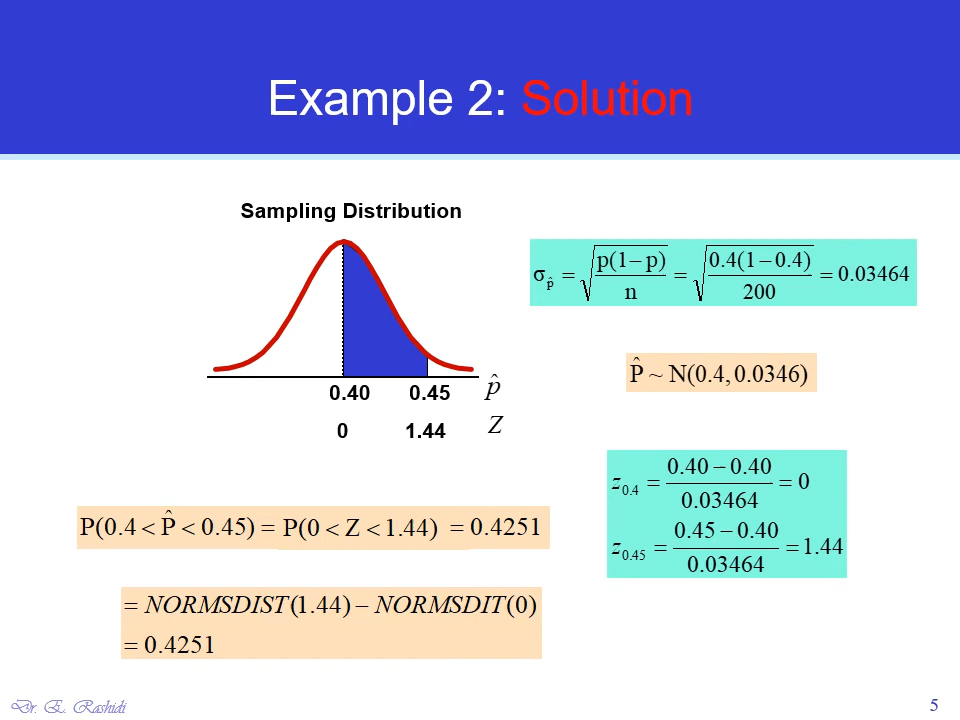 Example 2: Solution
Sampling Distribution
0.40 0.45 p̂
0 1.44 Z
σp̂ = √(p(1– p)/n) = √(0.4(1 – 0.4)/200) = 0.03464
P̂ ~ N(0.4, 0.0346)
z0.4 = (0.40 – 0.40)/0.03464 = 0
z0.45 = (0.45 – 0.40)/0.03464 = 1.44
P(0.4 < P̂ < 0.45) = P(0 < Z < 1.44) = 0.4251
= NORMSDIST(1.44) – NORMSDIT(0)
= 0.4251
Dr. E. Rashidi
5